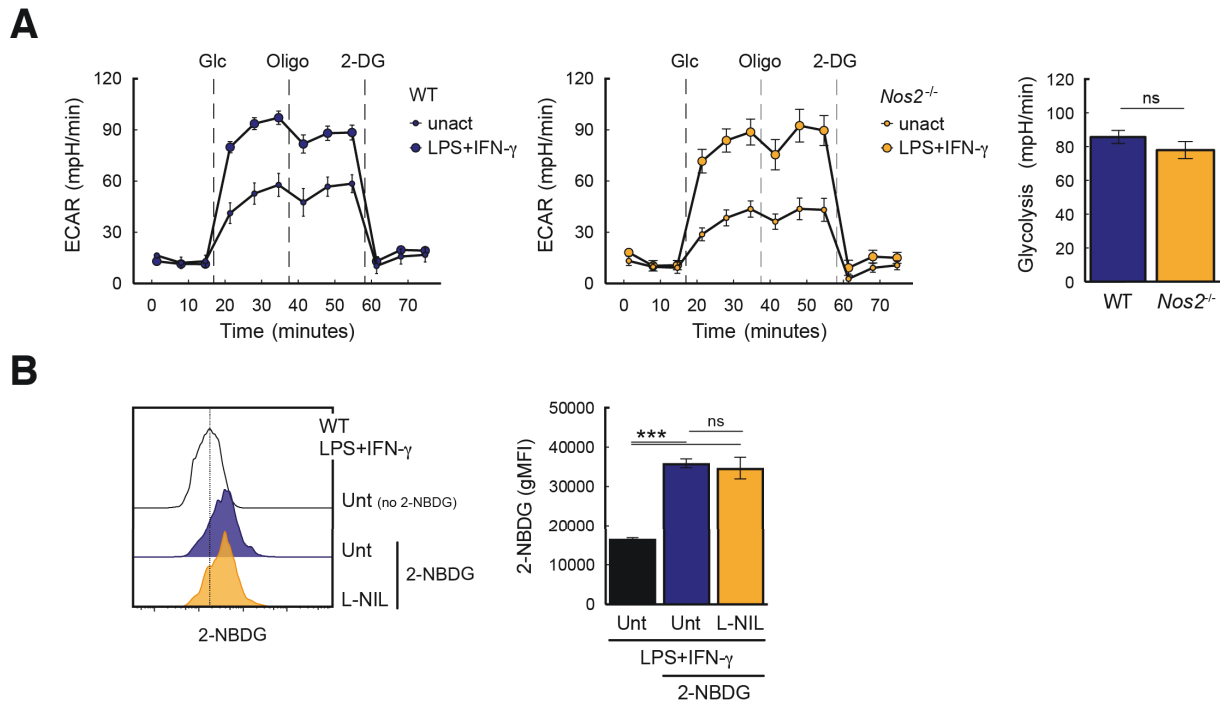 A
Glc Oligo 2-DG
120
90
60
30
0
ECAR (mpH/min)
WT
unact
LPS+IFN-γ
0 10 20 30 40 50 60 70
Time (minutes)
Glc Oligo 2-DG
120
90
60
30
0
ECAR (mpH/min)
Nos2-/-
unact
LPS+IFN-γ
0 10 20 30 40 50 60 70
Time (minutes)
120
100
80
60
40
20
0
Glycolysis (mpH/min)
ns
WT Nos2-/-
B
WT
LPS+IFN-γ
Unt (no 2-NBDG)
Unt
L-NIL
2-NBDG
2-NBDG
50000
40000
30000
20000
10000
0
2-NBDG (gMFI)
ns
***
Unt Unt L-NIL
LPS+IFN-γ
2-NBDG